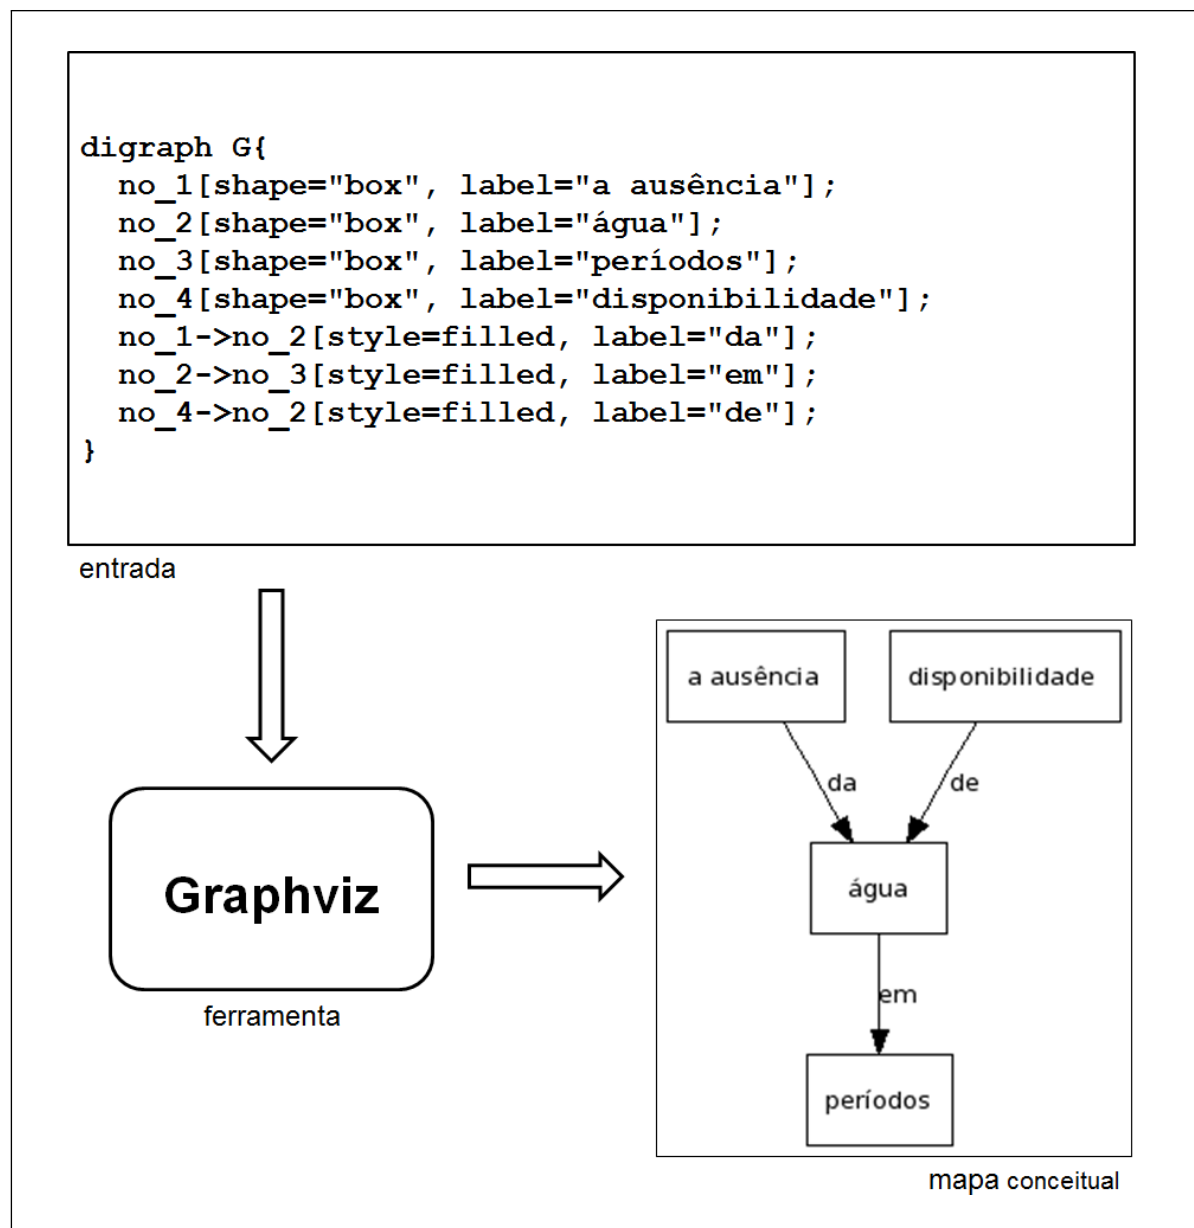 digraph G{
  no_1[shape="box", label="a ausência"];
  no_2[shape="box", label="água"];
  no_3[shape="box", label="períodos"];
  no_4[shape="box", label="disponibilidade"];
  no_1->no_2[style=filled, label="da"];
  no_2->no_3[style=filled, label="em"];
  no_4->no_2[style=filled, label="de"];
}
entrada
Graphviz
ferramenta
a ausência
disponibilidade
da
de
água
em
períodos
mapa conceitual